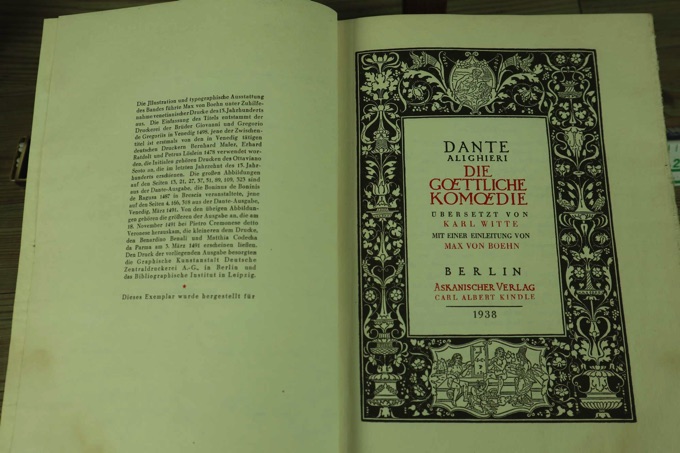 Die Illustration und typographische Ausstattung
des Bandes führte Max von Boehn unter Zuhilfe-
nahme venetianischer Drucke des 15. Jahrhunderts
aus. Die Einfassung des Titels entstammt der
Druckerei der Brüder Giovanni und Gregorio
de Gregoriis in Venedig 1498, jene der Zwischen-
titel ist erstmals von den in Venedig tätigen
deutschen Druckern Bernhard Maler, Erhard
Ratdolt und Petrus Löslein 1478 verwendet wor-
den, die Initialen gehören Drucken des Ottaviano
Scoto an, die im letzten Jahrzehnt des 15. Jahr-
hunderts erschienen. Die großen Abbildungen
auf den Seiten 15, 21, 27, 37, 51, 89, 109, 323 sind
aus der Dante-Ausgabe, die Boninus de Boninis
de Ragusa 1487 in Brescia veranstaltete, jene
auf den Seiten 166, 319 aus der Dante-Ausgabe,
Venedig, März 1491. Von den übrigen Abbildun-
gen gehören die größeren der Ausgabe an, die am
18. November 1491 bei Pietro Cremonese detto
Veronese herauskam, die kleineren dem Drucke,
den Benardino Benali und Matthio Codecha
da Parma am 3. März 1491 erscheinen ließen.
Den Druck der vorliegenden Ausgabe besorgten
die Graphische Kunstanstalt Deutsche
Zentraldruckerei A.-G., in Berlin und
das Bibliographische Institut in Leipzig.
Dieses Exemplar wurde hergestellt für
DANTE
ALIGHIERI
DIE
GŒTTLICHE
KOMŒDIE
ÜBERSETZT VON
KARL WITTE
MIT EINER EINLEITUNG VON
MAX VON BOEHN
BERLIN
ASKANISCHER VERLAG
CARL ALBERT KINDLE
1938